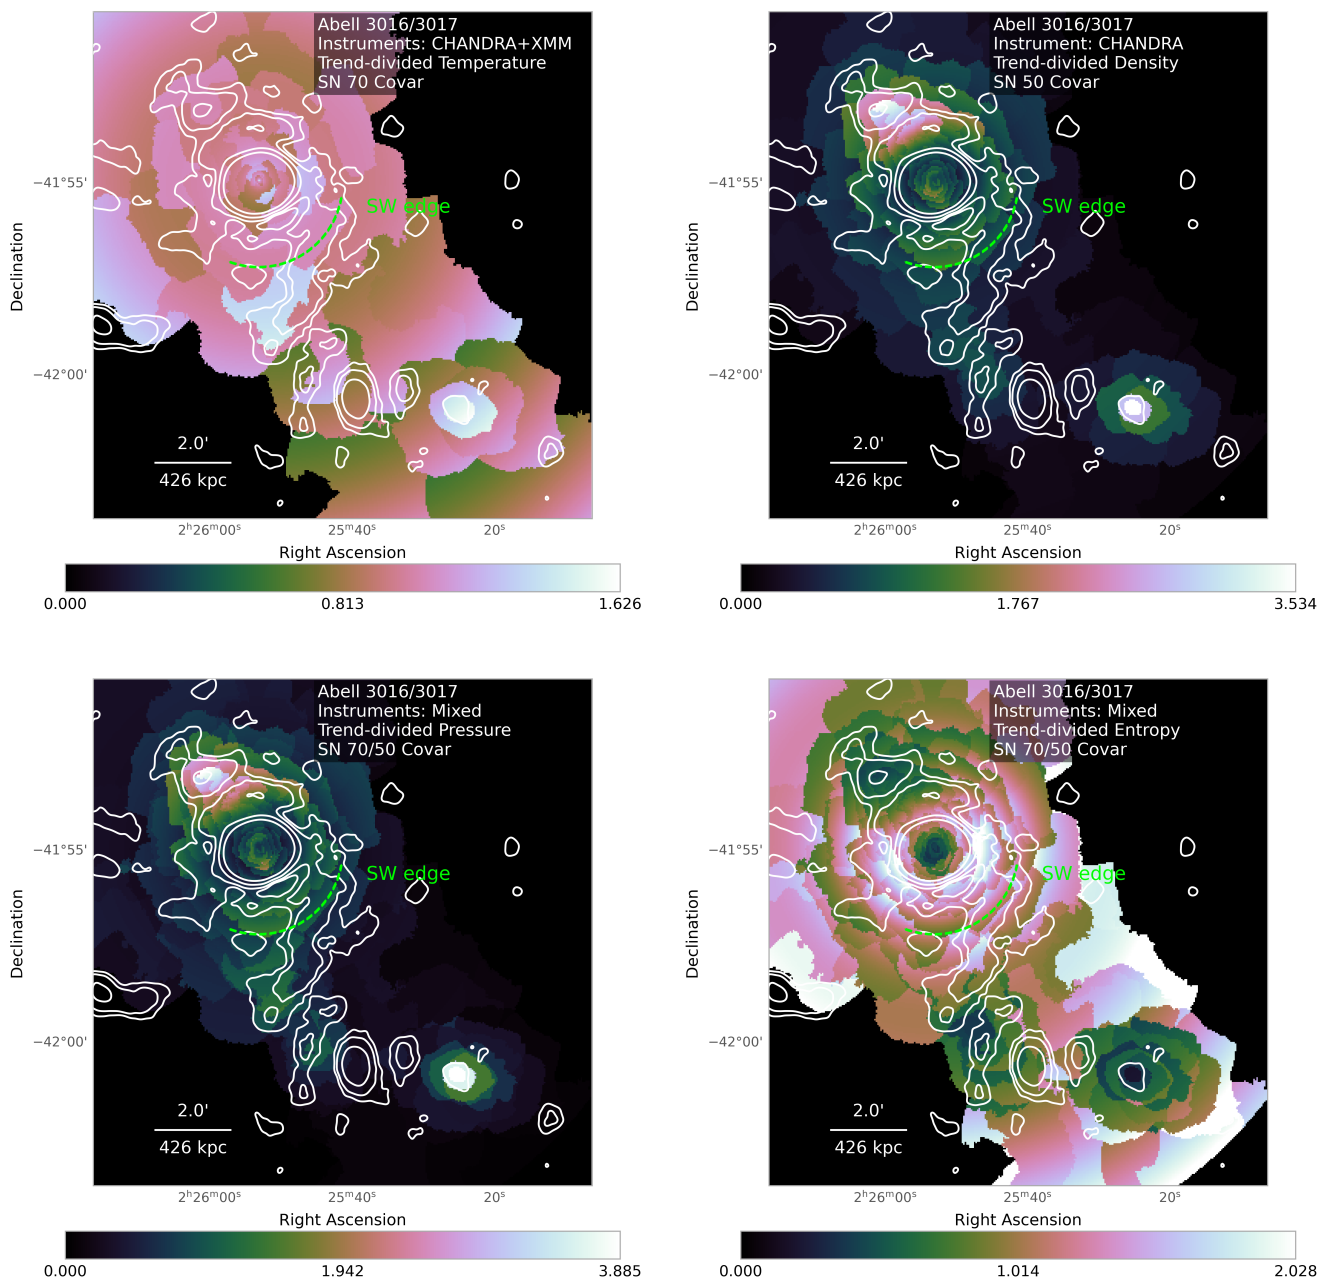 Abell 3016/3017
Instruments: CHANDRA+XMM
Trend-divided Temperature
SN 70 Covar
SW edge
2.0'
426 kpc
−41°55'
−42°00'
Declination
2ʰ26ᵐ00ˢ
25ᵐ40ˢ
20ˢ
Right Ascension
0.000
0.813
1.626
Abell 3016/3017
Instrument: CHANDRA
Trend-divided Density
SN 50 Covar
SW edge
2.0'
426 kpc
−41°55'
−42°00'
Declination
2ʰ26ᵐ00ˢ
25ᵐ40ˢ
20ˢ
Right Ascension
0.000
1.767
3.534
Abell 3016/3017
Instruments: Mixed
Trend-divided Pressure
SN 70/50 Covar
SW edge
2.0'
426 kpc
−41°55'
−42°00'
Declination
2ʰ26ᵐ00ˢ
25ᵐ40ˢ
20ˢ
Right Ascension
0.000
1.942
3.885
Abell 3016/3017
Instruments: Mixed
Trend-divided Entropy
SN 70/50 Covar
SW edge
2.0'
426 kpc
−41°55'
−42°00'
Declination
2ʰ26ᵐ00ˢ
25ᵐ40ˢ
20ˢ
Right Ascension
0.000
1.014
2.028